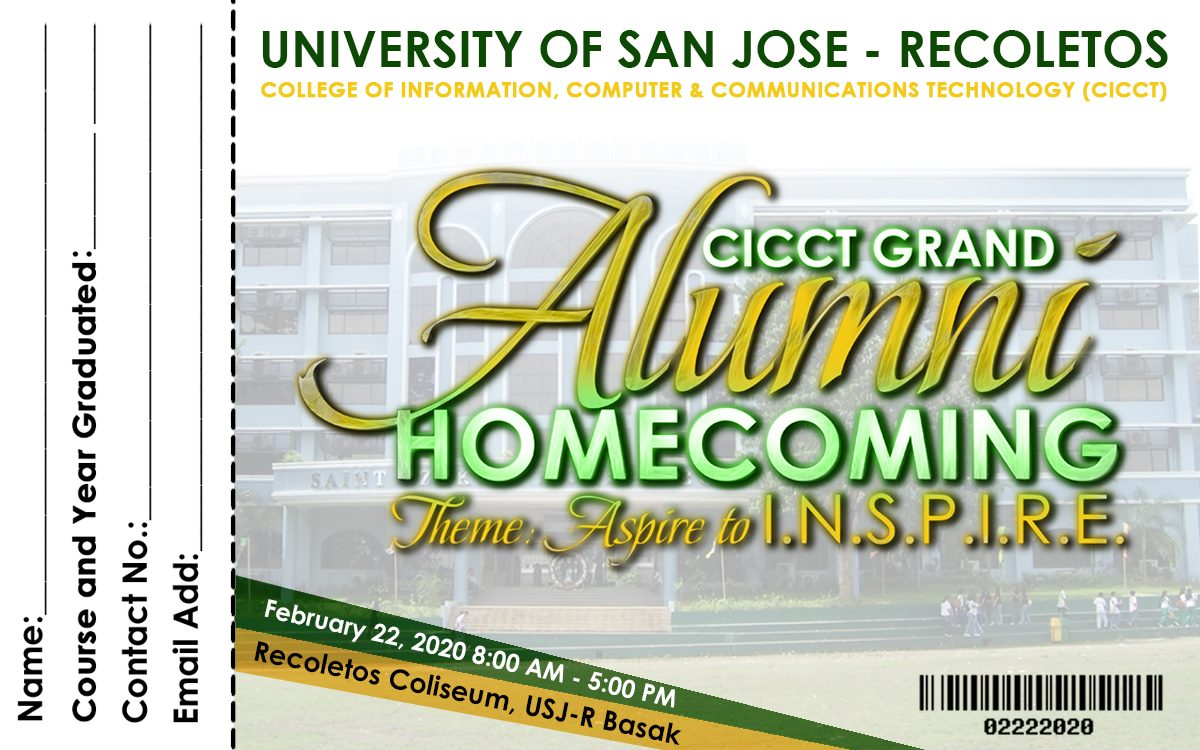 Name:
Course and Year Graduated:
Contact No.:
Email Add:
UNIVERSITY OF SAN JOSE - RECOLETOS
COLLEGE OF INFORMATION, COMPUTER & COMMUNICATIONS TECHNOLOGY (CICCT)
CICCT GRAND
Alumni
HOMECOMING
Theme: Aspire to I.N.S.P.I.R.E.
SAINT
February 22, 2020 8:00 AM - 5:00 PM
Recoletos Coliseum, USJ-R Basak
02222020